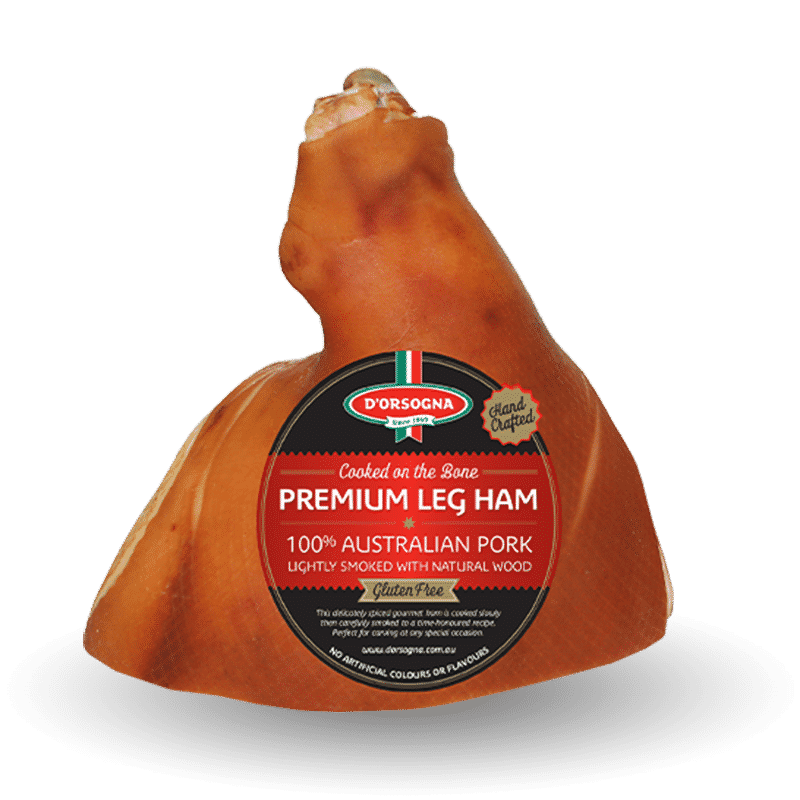 D'ORSOGNA
Since 1949
Hand
Crafted
Cooked on the Bone
PREMIUM LEG HAM
100% AUSTRALIAN PORK
LIGHTLY SMOKED WITH NATURAL WOOD
Gluten Free
This delicately spiced gourmet ham is cooked slowly
then carefully smoked to a time-honoured recipe.
Perfect for carving at any special occasion.
www.dorsogna.com.au
NO ARTIFICIAL COLOURS OR FLAVOURS